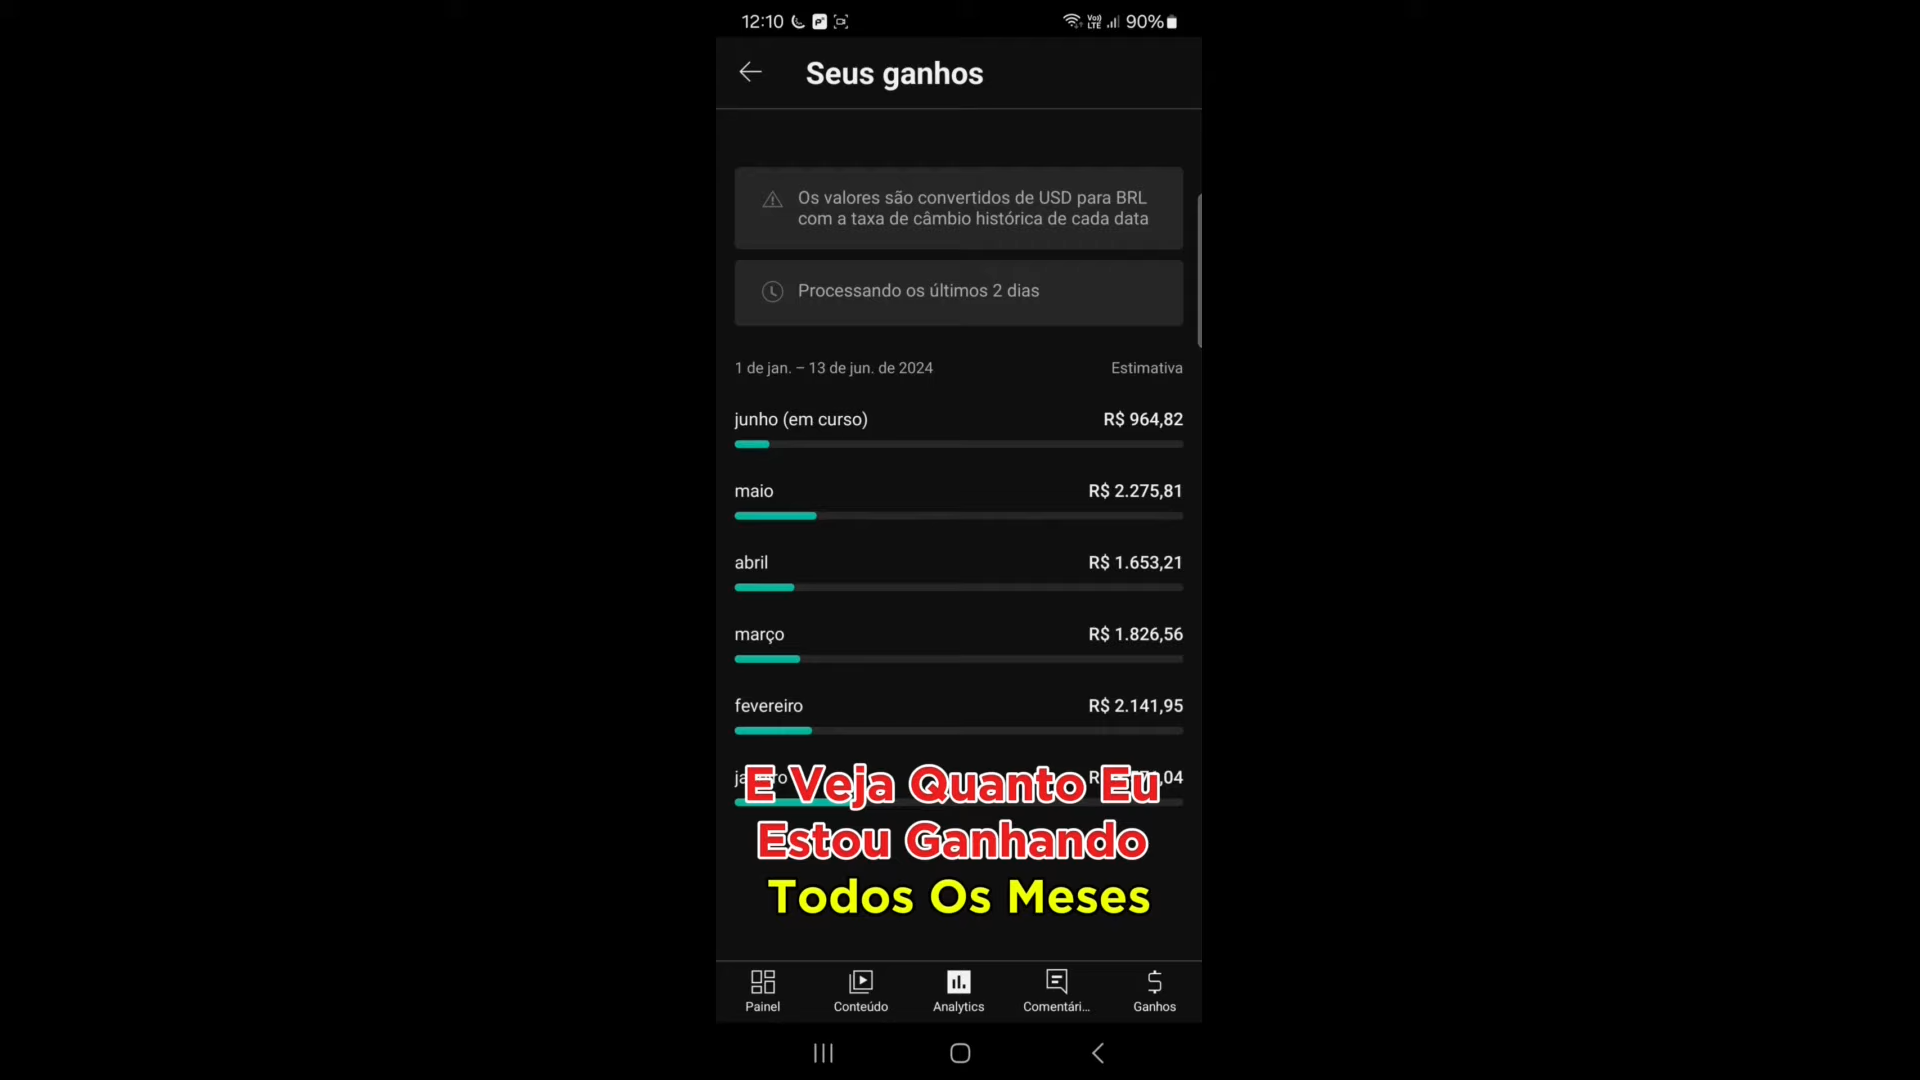 12:10
Vo)) LTE 90%
Seus ganhos
Os valores são convertidos de USD para BRL
com a taxa de câmbio histórica de cada data
Processando os últimos 2 dias
1 de jan. – 13 de jun. de 2024 Estimativa
junho (em curso) R$ 964,82
maio R$ 2.275,81
abril R$ 1.653,21
março R$ 1.826,56
fevereiro R$ 2.141,95
E Veja Quanto Eu
Estou Ganhando
Todos Os Meses
Painel Conteúdo Analytics Comentári... Ganhos